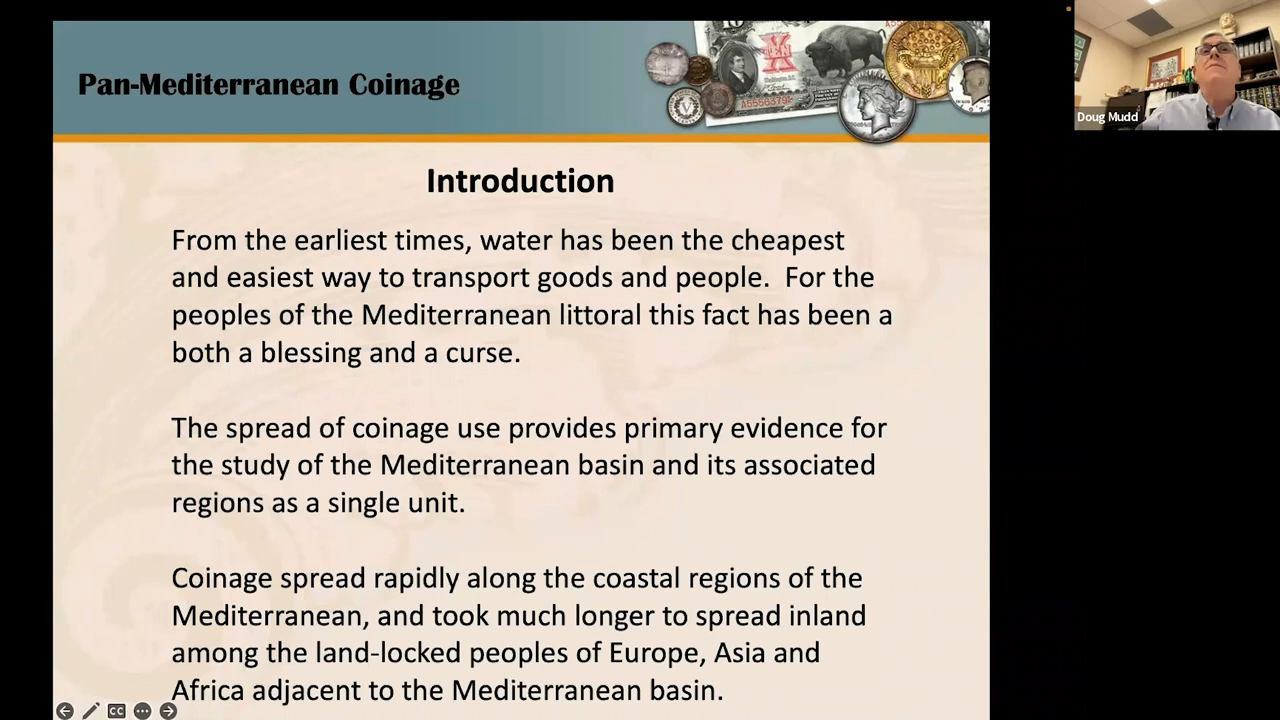 Pan-Mediterranean Coinage
TEN
A5556379
Doug Mudd
Introduction
From the earliest times, water has been the cheapest
and easiest way to transport goods and people.  For the
peoples of the Mediterranean littoral this fact has been a
both a blessing and a curse.
The spread of coinage use provides primary evidence for
the study of the Mediterranean basin and its associated
regions as a single unit.
Coinage spread rapidly along the coastal regions of the
Mediterranean, and took much longer to spread inland
among the land-locked peoples of Europe, Asia and
Africa adjacent to the Mediterranean basin.
CC